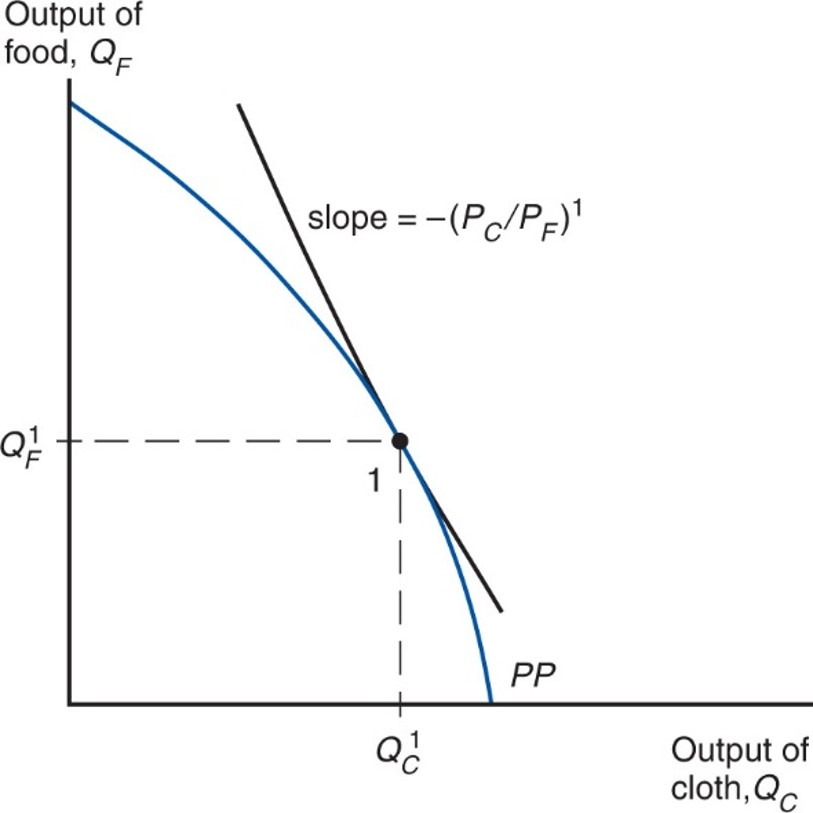 Output of
food, Q_F
slope = –(P_C/P_F)^1
Q_F^1
1
PP
Q_C^1
Output of
cloth,Q_C